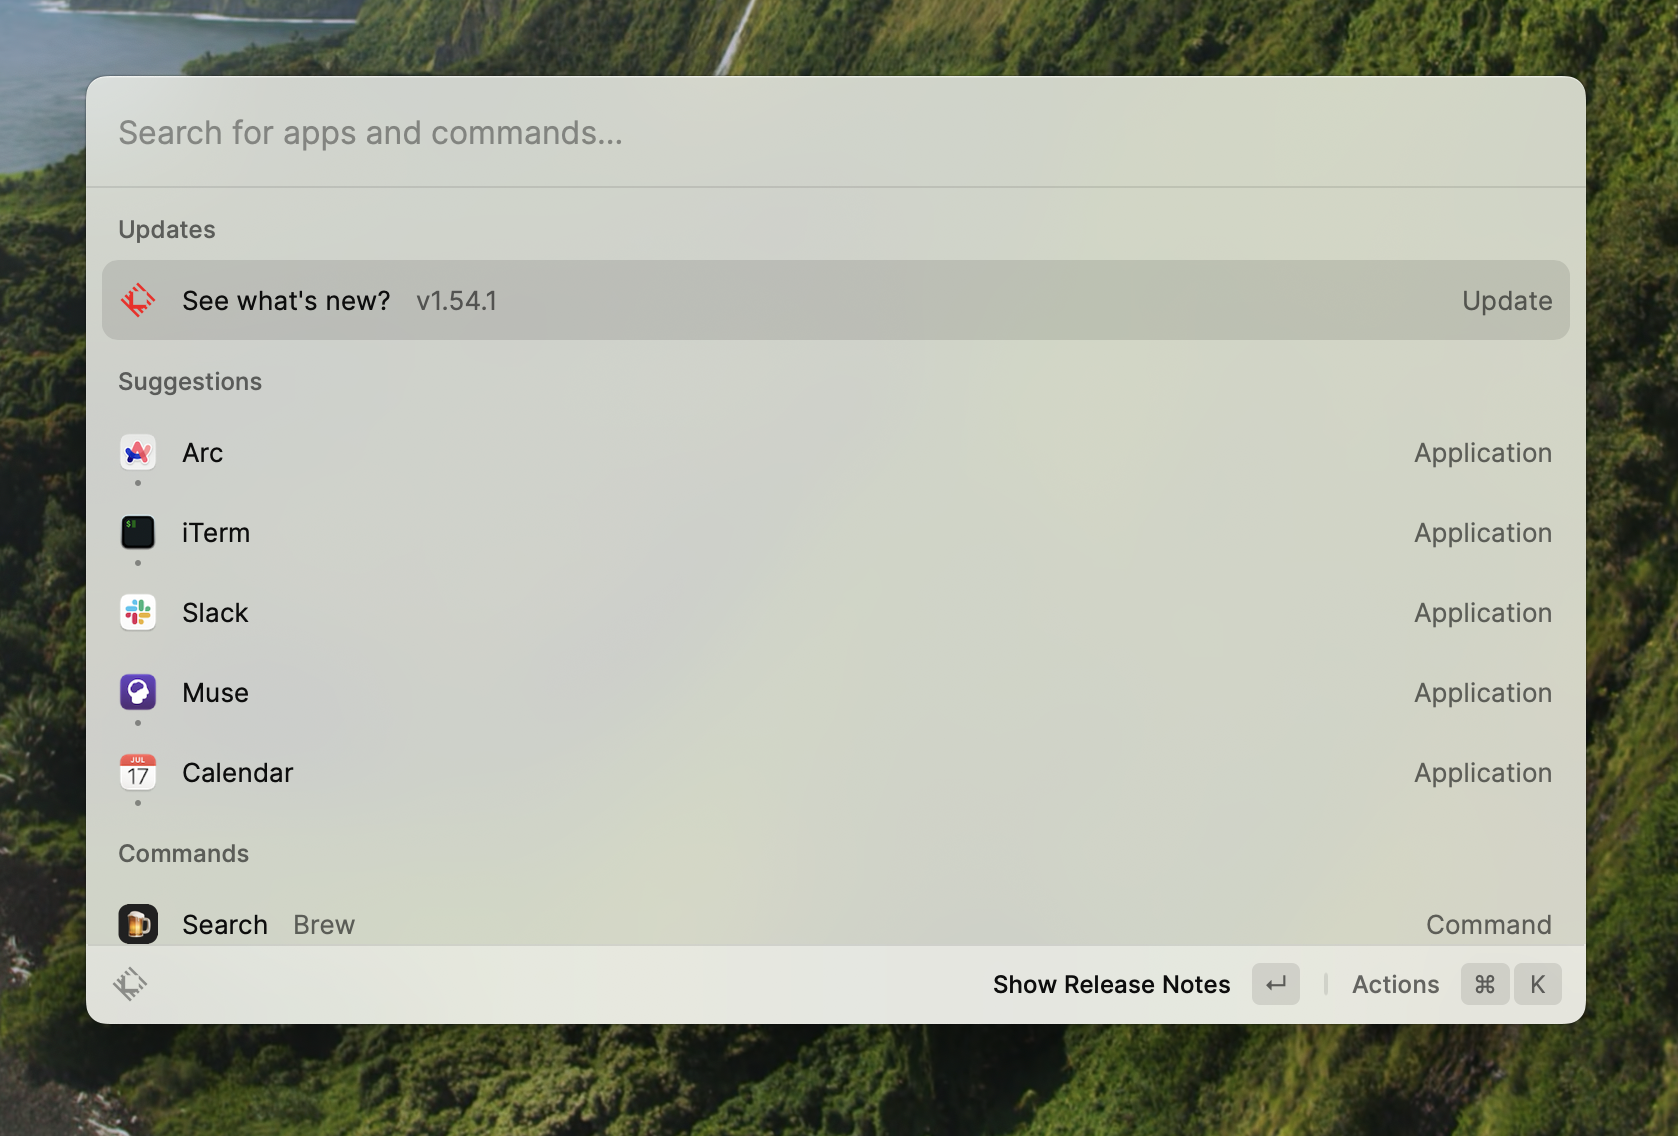 Search for apps and commands...
Updates
See what's new? v1.54.1 Update
Suggestions
Arc Application
$
iTerm Application
Slack Application
Muse Application
JUL
17
Calendar Application
Commands
Search Brew Command
Show Release Notes ↵ | Actions ⌘ K